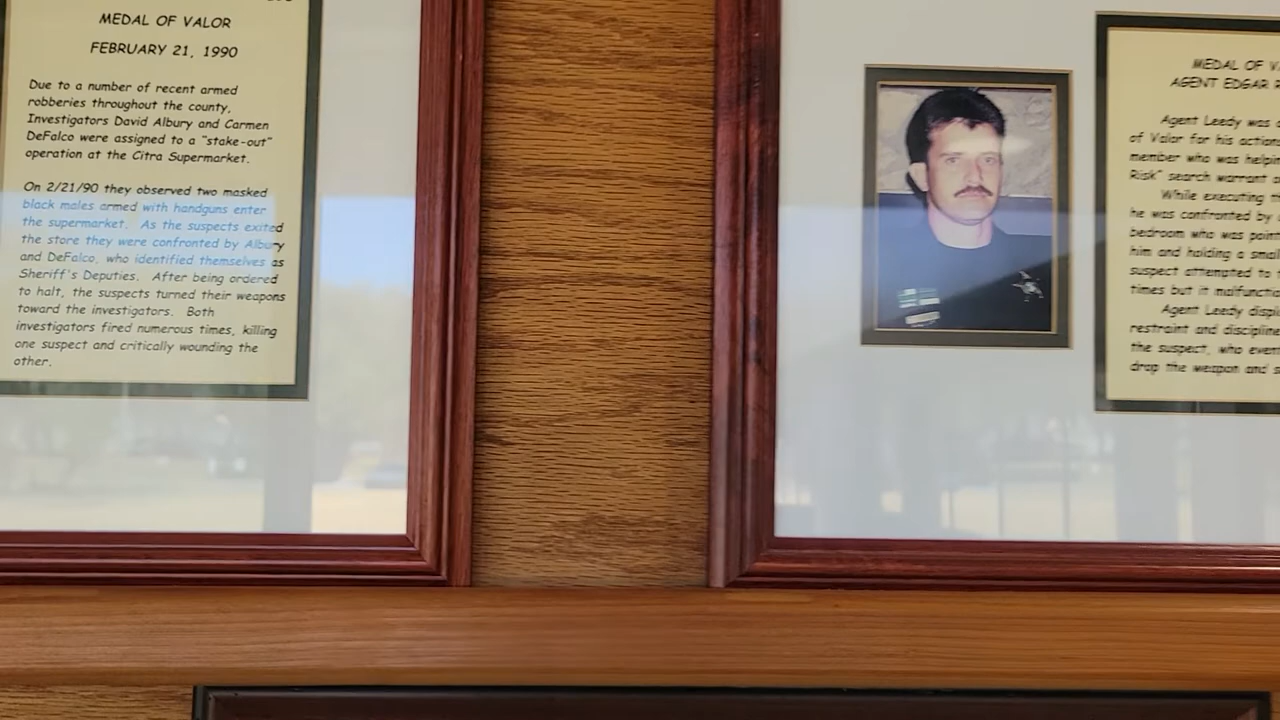 MEDAL OF VALOR
FEBRUARY 21, 1990
Due to a number of recent armed
robberies throughout the county,
Investigators David Albury and Carmen
DeFalco were assigned to a "stake-out"
operation at the Citra Supermarket.
On 2/21/90 they observed two masked
black males armed with handguns enter
the supermarket. As the suspects exited
the store they were confronted by Albury
and DeFalco, who identified themselves as
Sheriff's Deputies. After being ordered
to halt, the suspects turned their weapons
toward the investigators. Both
investigators fired numerous times, killing
one suspect and critically wounding the
other.
MEDAL OF
AGENT EDGAR
Agent Leedy was
of Valor for his actions
member who was helping
Risk" search warrant
While executing
he was confronted by
bedroom who was
him and holding a small
suspect attempted to
times but it
Agent Leedy
restraint and discipline
the suspect, who
drop the weapon and